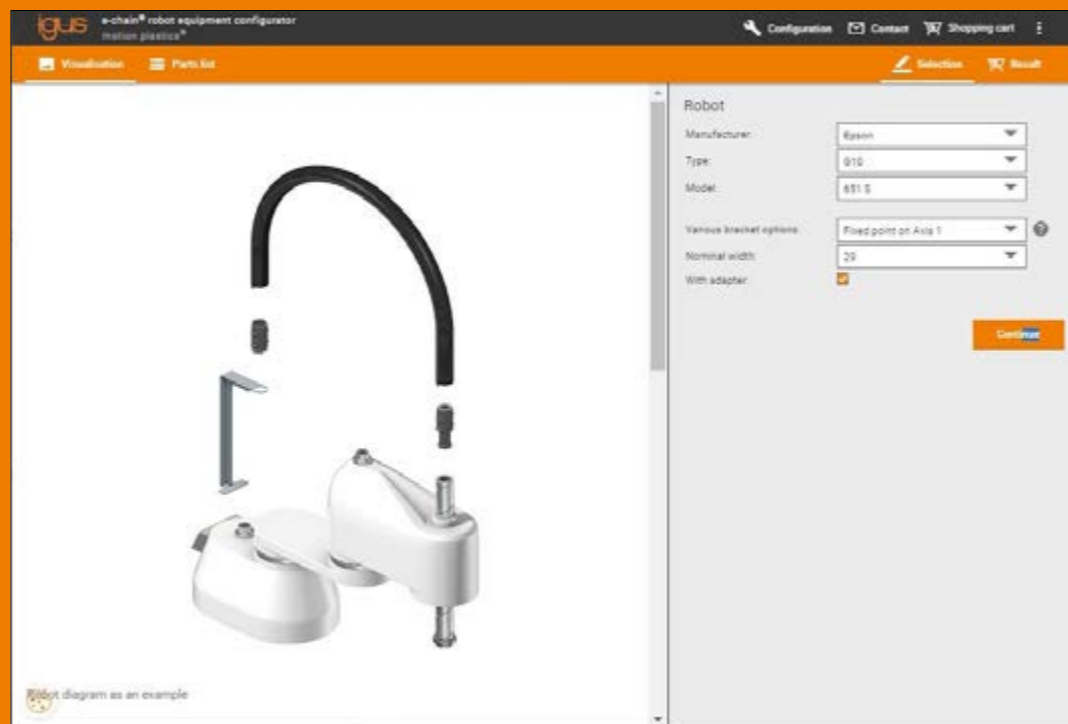 igus e-chain® robot equipment configurator
motion plastics®
Configuration Contact Shopping cart
Visualisation Parts list Selection Result
Robot
Manufacturer: Epson
Type: G10
Model: 651 S
Various bracket options: Fixed point on Axis 1
Nominal width: 29
With adapter:
Continue
Robot diagram as an example